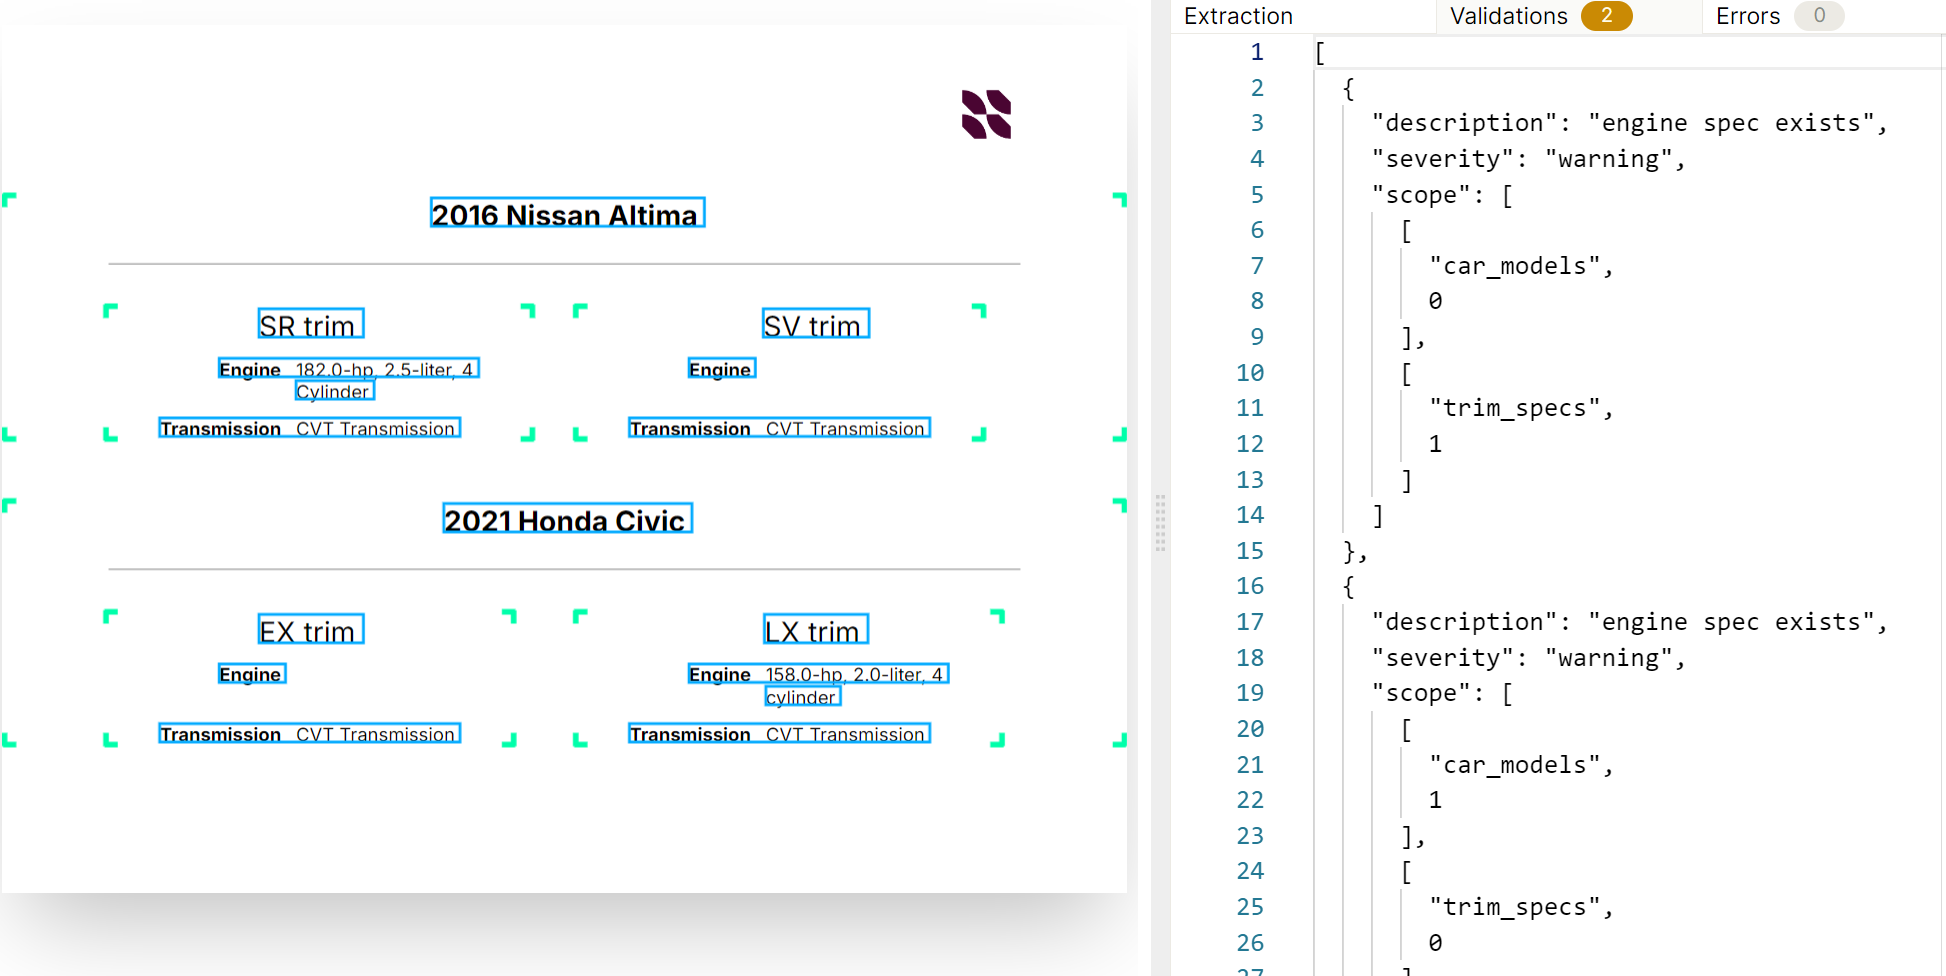 2016 Nissan Altima
SR trim
Engine 182.0-hp, 2.5-liter, 4
Cylinder
Transmission CVT Transmission
SV trim
Engine
Transmission CVT Transmission
2021 Honda Civic
EX trim
Engine
Transmission CVT Transmission
LX trim
Engine 158.0-hp, 2.0-liter, 4
cylinder
Transmission CVT Transmission
Extraction Validations 2 Errors 0
1 [
2 {
3 "description": "engine spec exists",
4 "severity": "warning",
5 "scope": [
6 [
7 "car_models",
8 0
9 ],
10 [
11 "trim_specs",
12 1
13 ]
14 ]
15 },
16 {
17 "description": "engine spec exists",
18 "severity": "warning",
19 "scope": [
20 [
21 "car_models",
22 1
23 ],
24 [
25 "trim_specs",
26 0
27 ]